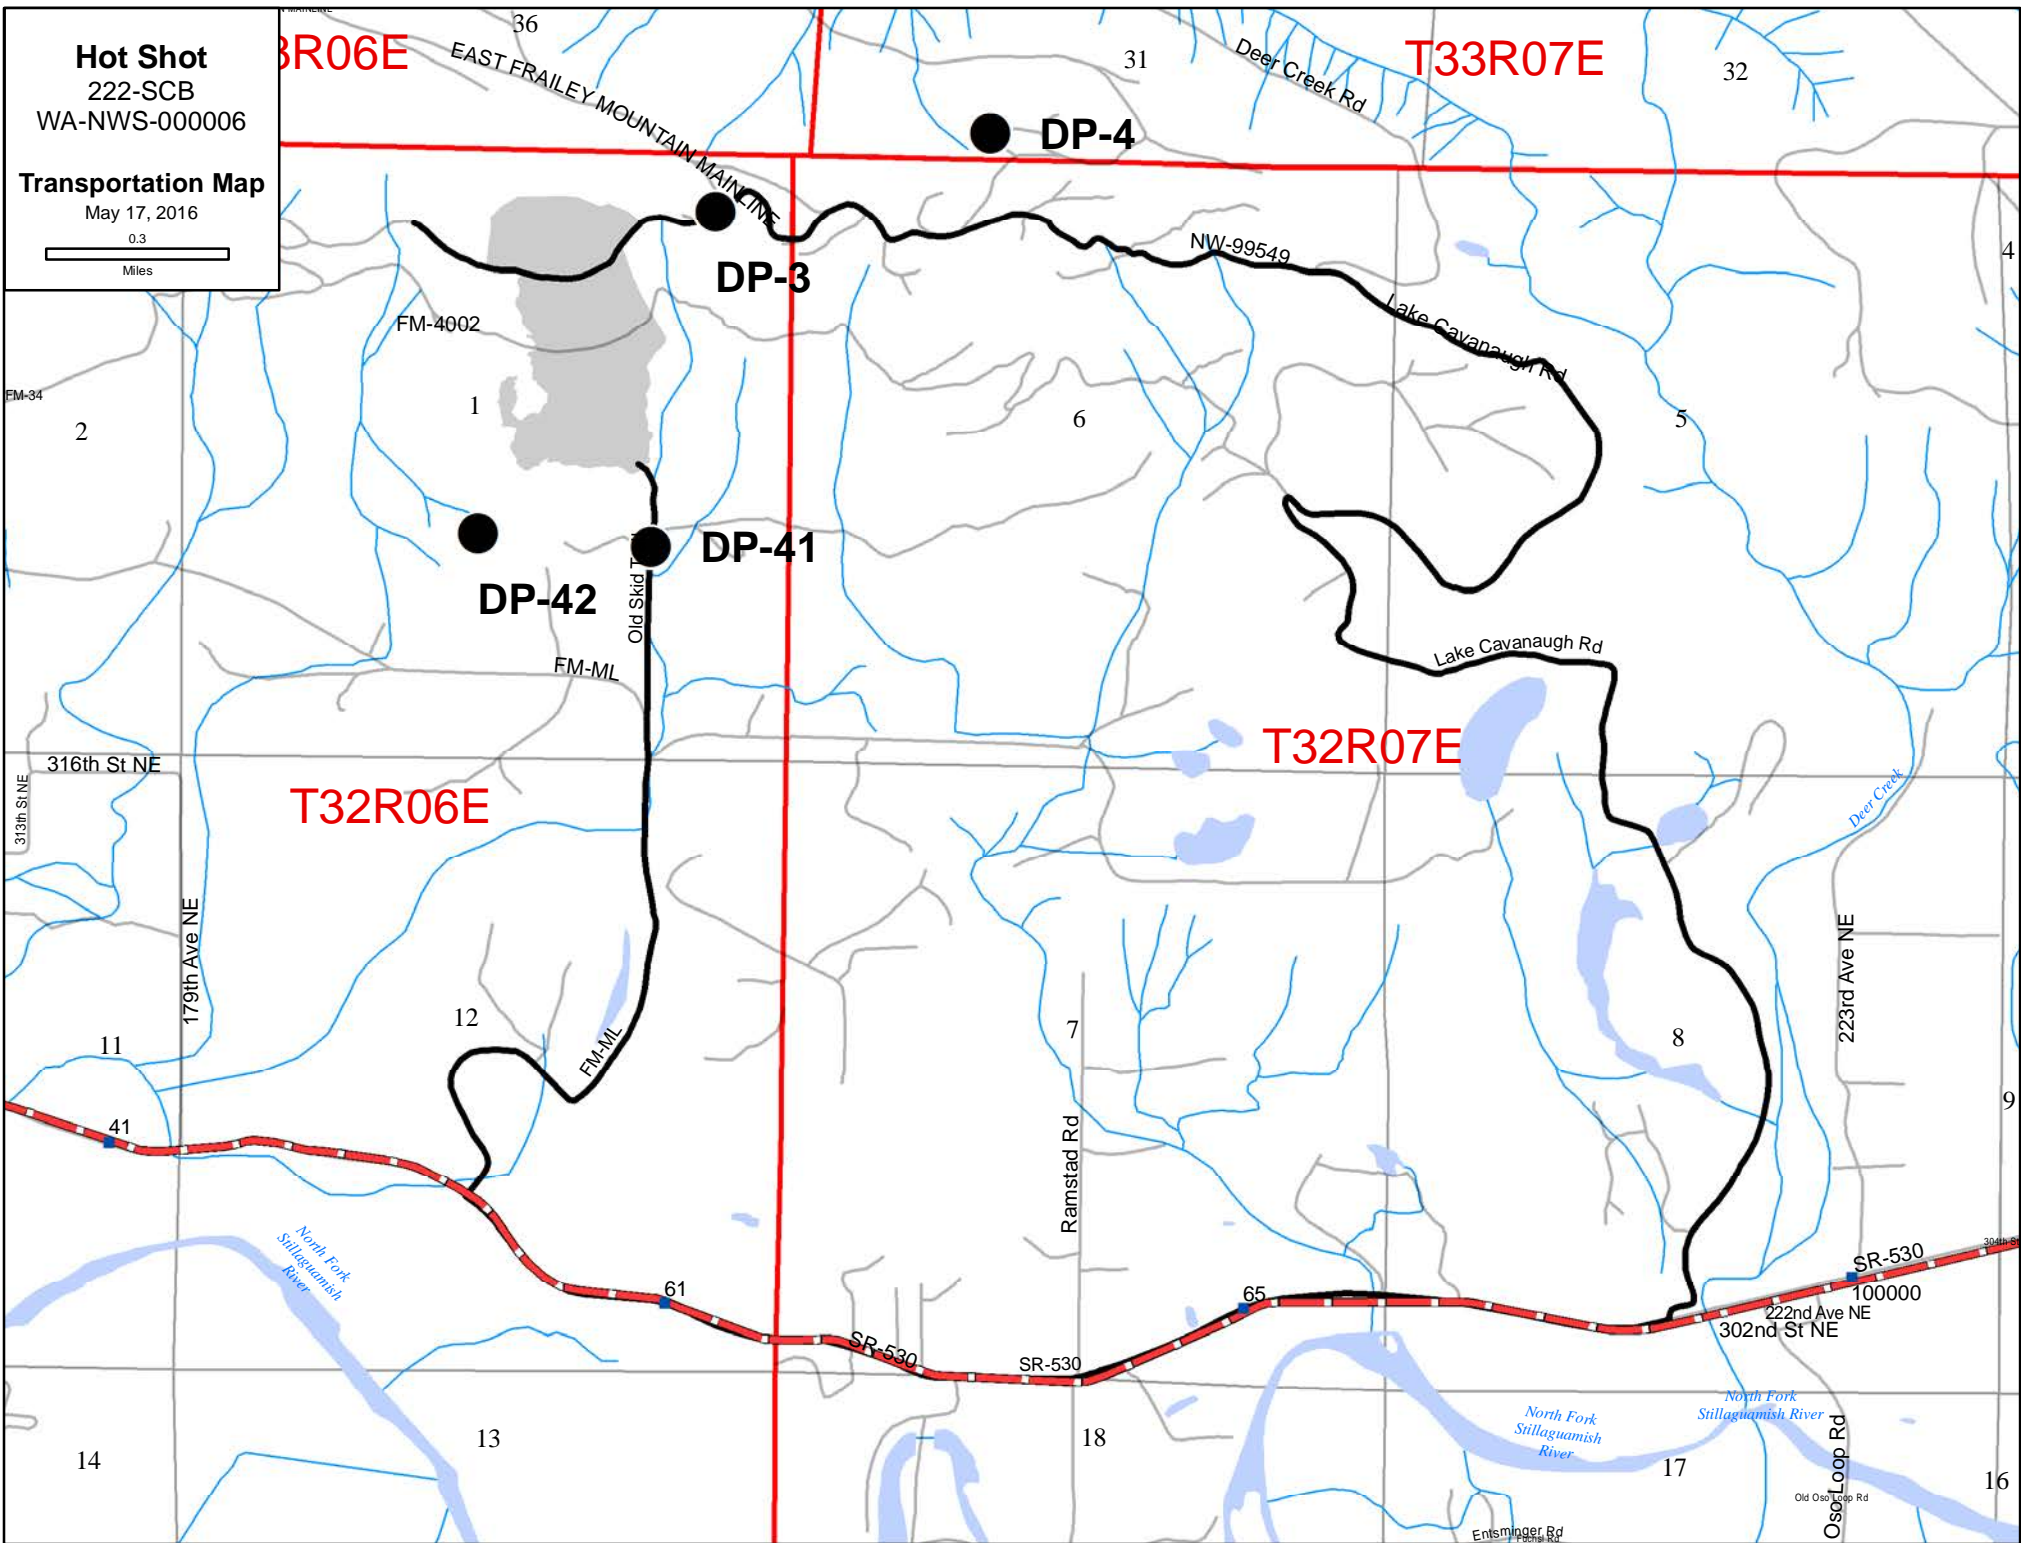 Hot Shot
222-SCB
WA-NWS-000006
Transportation Map
May 17, 2016
0.3
Miles
MAINLINE
3R06E
36
EAST FRAILEY MOUNTAIN MAINLINE
31
Deer Creek Rd
T33R07E
32
DP-4
DP-3
NW-99549
4
Lake Cavanaugh Rd
FM-4002
FM-34
1
2
6
5
DP-41
DP-42
Old Skid
FM-ML
Lake Cavanaugh Rd
T32R07E
316th St NE
313th St NE
T32R06E
Deer Creek
179th Ave NE
223rd Ave NE
12
11
7
8
9
FM-ML
41
Ramstad Rd
North Fork
Stillaguamish
River
61
65
SR-530
304th S
100000
222nd Ave NE
302nd St NE
SR-530
SR-530
North Fork
Stillaguamish River
North Fork
Stillaguamish
River
13
14
18
17
16
Oso Loop Rd
Old Oso Loop Rd
Entsminger Rd